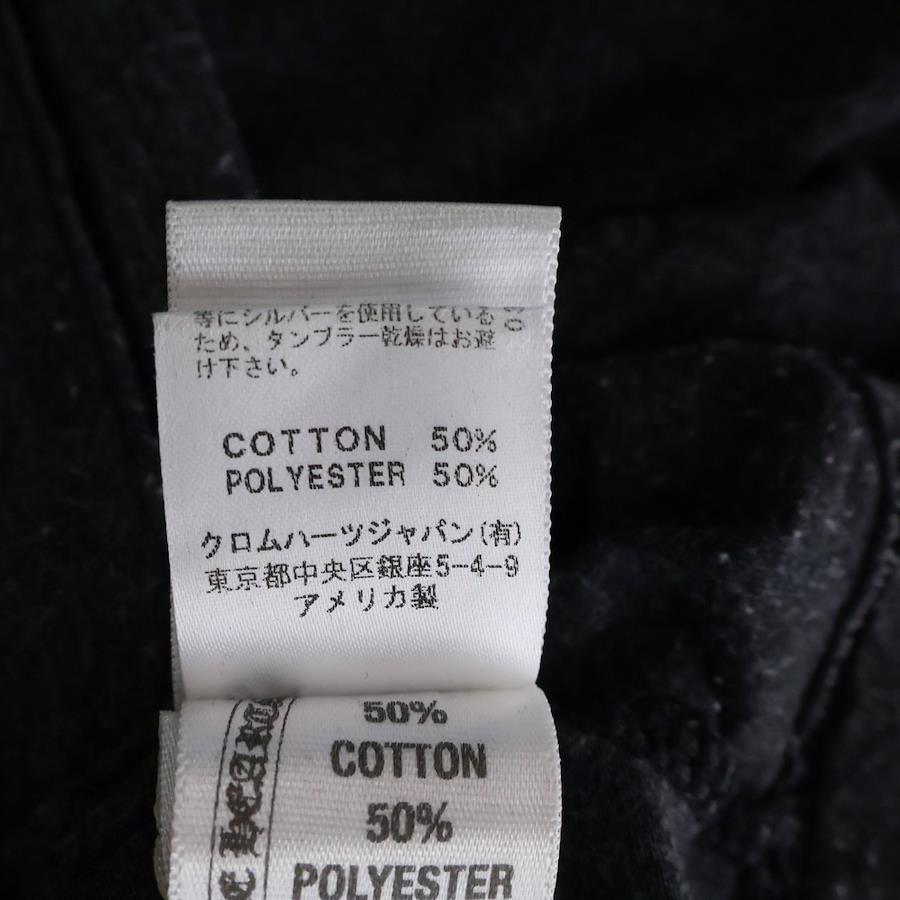 等にシルバーを使用している
ため、タンブラー乾燥はお避
け下さい。
COTTON 50%
POLYESTER 50%
クロムハーツジャパン(有)
東京都中央区銀座5-4-9
アメリカ製
50%
COTTON
50%
POLYESTER